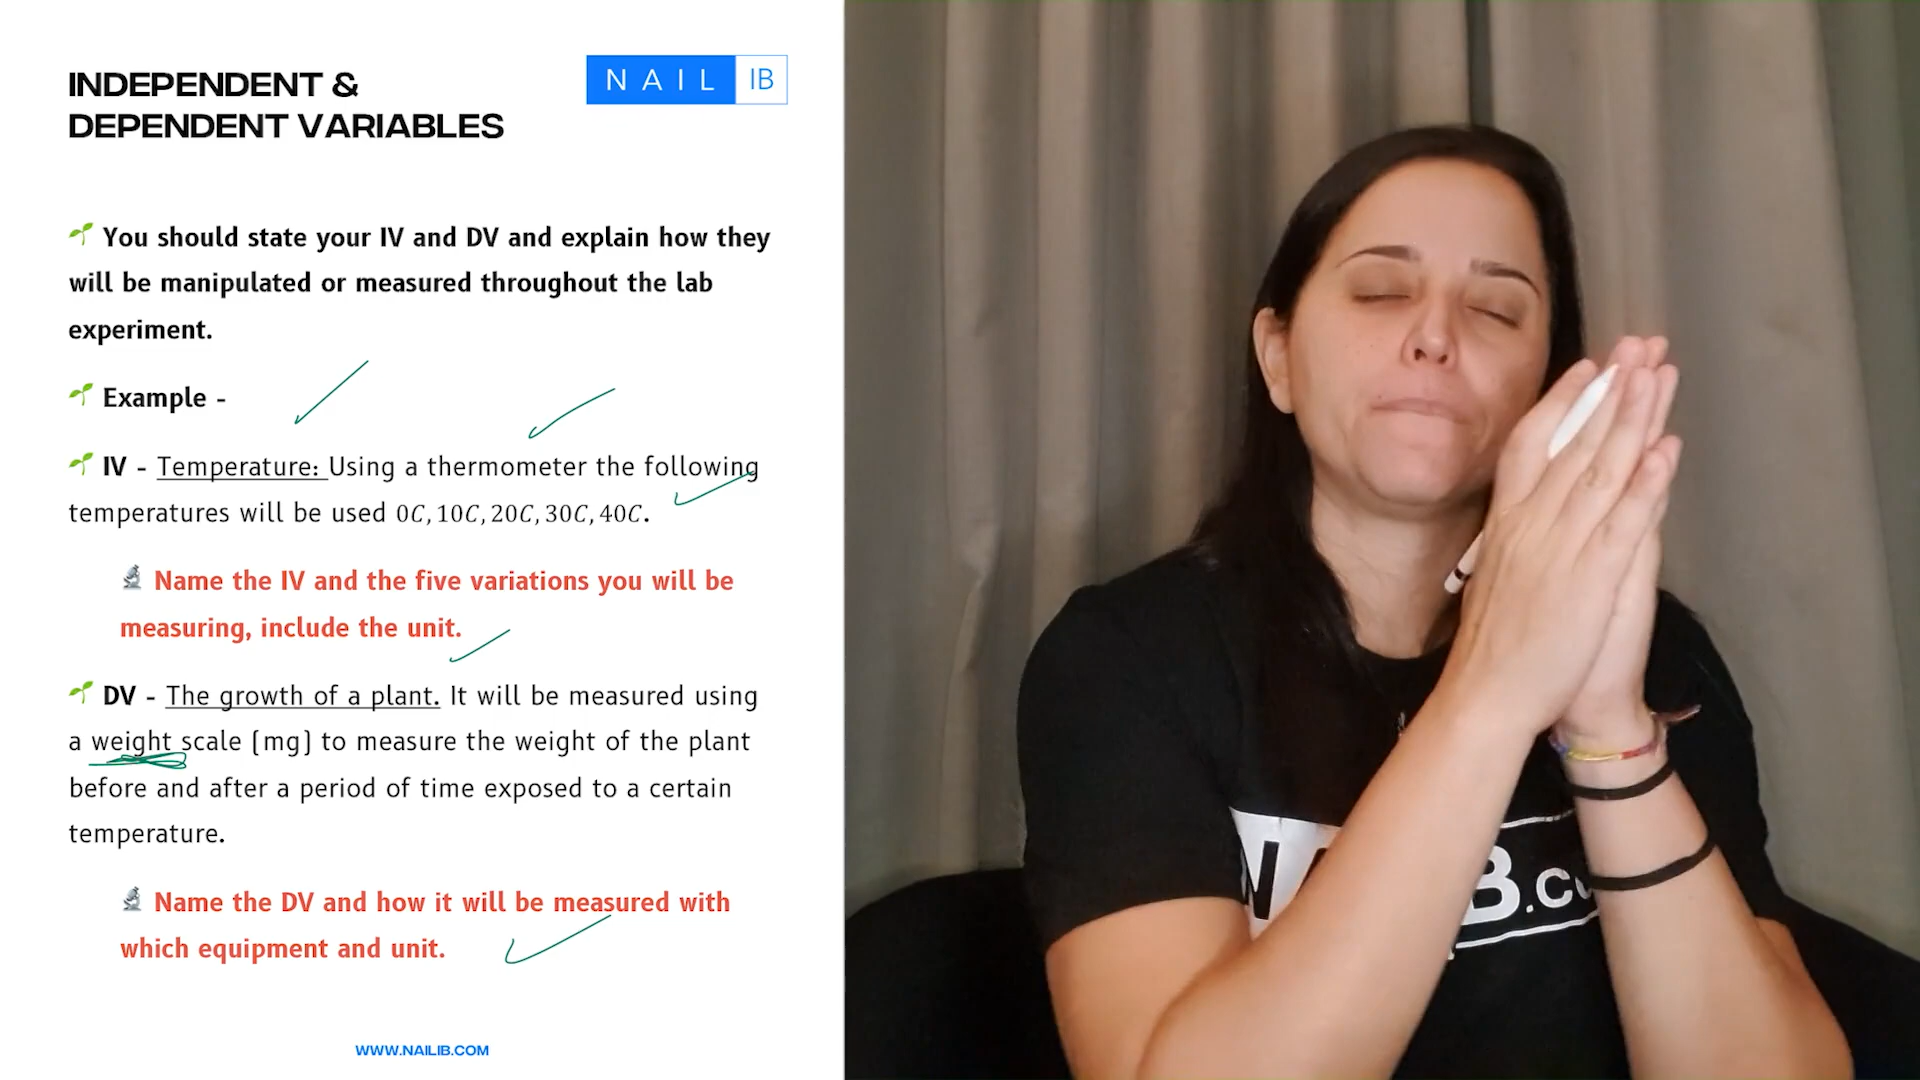 INDEPENDENT &
DEPENDENT VARIABLES
NAIL IB
You should state your IV and DV and explain how they
will be manipulated or measured throughout the lab
experiment.
Example -
IV - Temperature: Using a thermometer the following
temperatures will be used 0C, 10C, 20C, 30C, 40C.
Name the IV and the five variations you will be
measuring, include the unit.
DV - The growth of a plant. It will be measured using
a weight scale (mg) to measure the weight of the plant
before and after a period of time exposed to a certain
temperature.
Name the DV and how it will be measured with
which equipment and unit.
WWW.NAILIB.COM